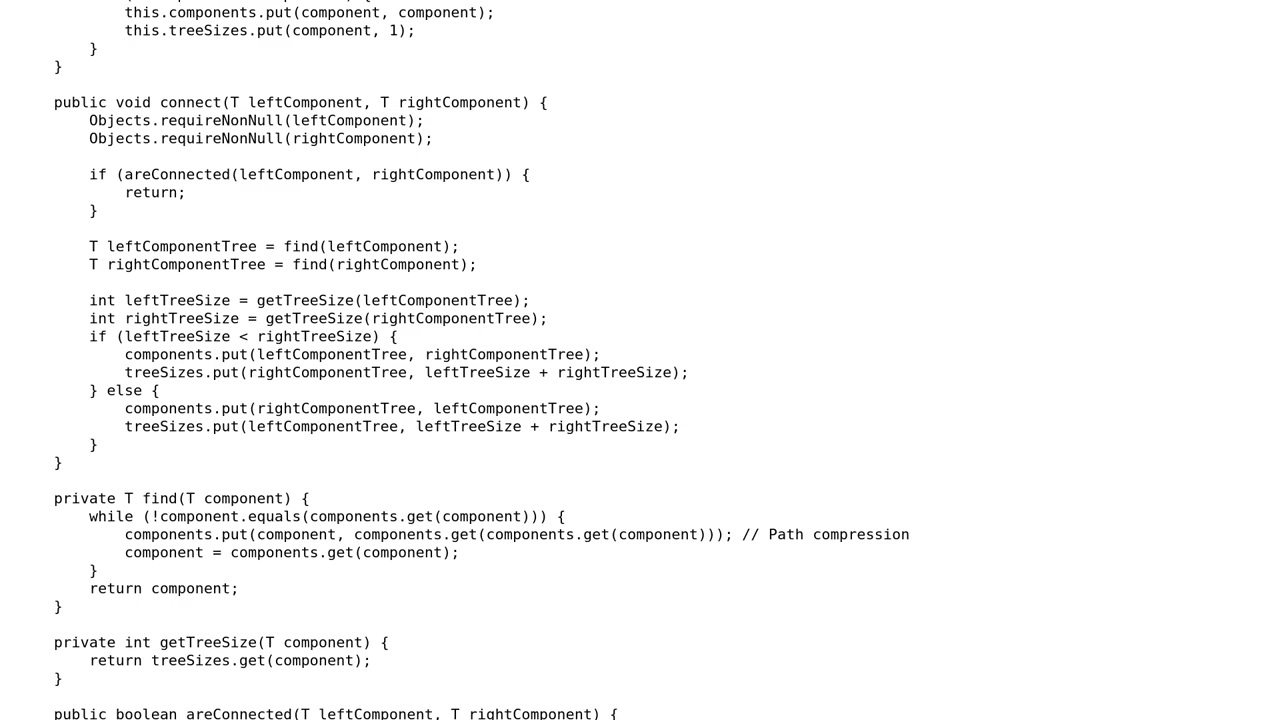 this.components.put(component, component);
this.treeSizes.put(component, 1);
}
}
public void connect(T leftComponent, T rightComponent) {
Objects.requireNonNull(leftComponent);
Objects.requireNonNull(rightComponent);
if (areConnected(leftComponent, rightComponent)) {
return;
}
T leftComponentTree = find(leftComponent);
T rightComponentTree = find(rightComponent);
int leftTreeSize = getTreeSize(leftComponentTree);
int rightTreeSize = getTreeSize(rightComponentTree);
if (leftTreeSize < rightTreeSize) {
components.put(leftComponentTree, rightComponentTree);
treeSizes.put(rightComponentTree, leftTreeSize + rightTreeSize);
} else {
components.put(rightComponentTree, leftComponentTree);
treeSizes.put(leftComponentTree, leftTreeSize + rightTreeSize);
}
}
private T find(T component) {
while (!component.equals(components.get(component))) {
components.put(component, components.get(components.get(component))); // Path compression
component = components.get(component);
}
return component;
}
private int getTreeSize(T component) {
return treeSizes.get(component);
}
public boolean areConnected(T leftComponent, T rightComponent) {